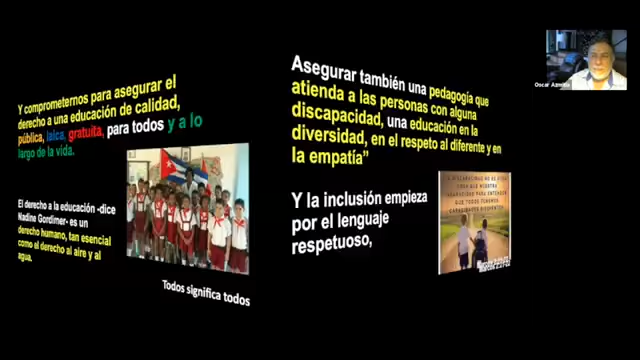 Y comprometernos para asegurar el
derecho a una educación de calidad,
pública, laica, gratuita, para todos y a lo
largo de la vida.
El derecho a la educación -dice
Nadine Gordimer- es un
derecho humano, tan esencial
como el derecho al aire y al
agua.
Todos significa todos
Asegurar también una pedagogía que
atienda a las personas con alguna
discapacidad, una educación en la
diversidad, en el respeto al diferente y en
la empatía”
Y la inclusión empieza
por el lenguaje
respetuoso,
QUE TODOS TENEMOS
Oscar